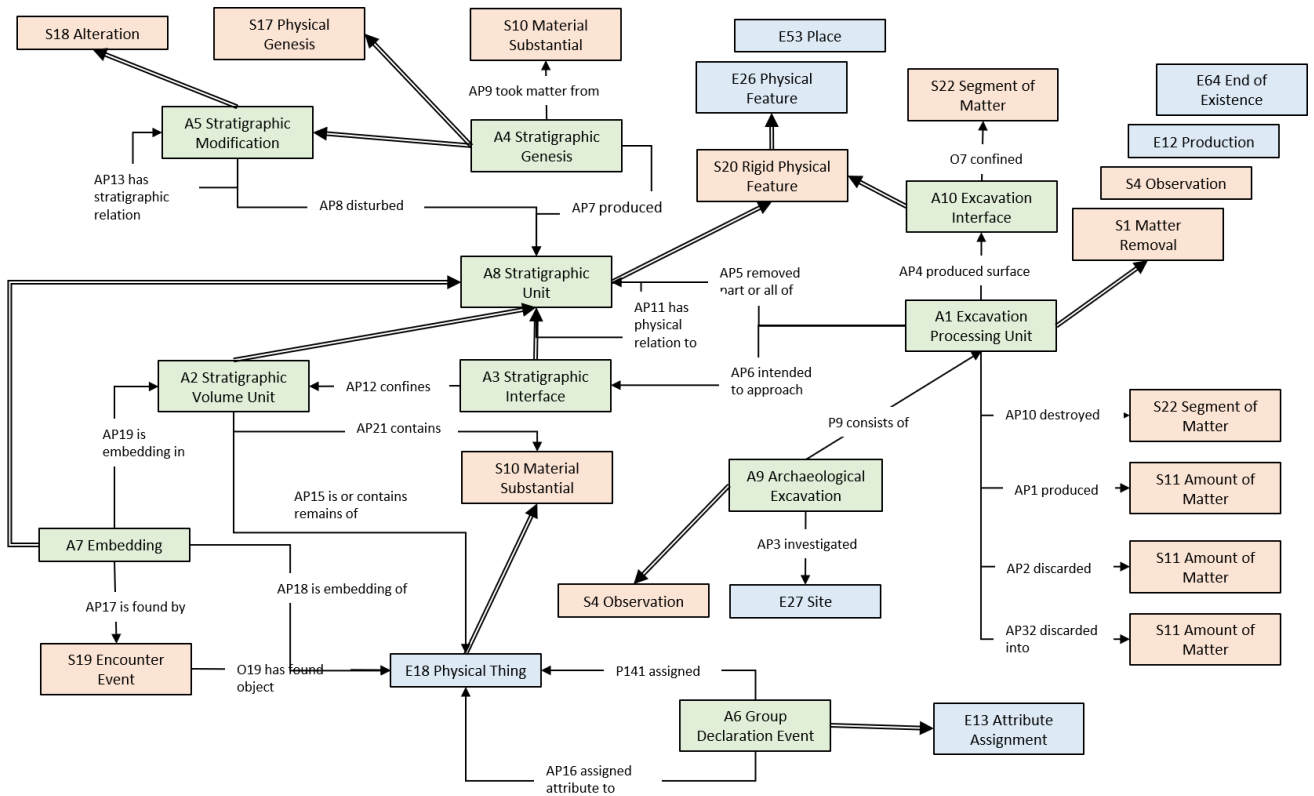 S18 Alteration
S17 Physical
Genesis
S10 Material
Substantial
E53 Place
E26 Physical
Feature
S22 Segment of
Matter
E64 End of
Existence
AP9 took matter from
A5 Stratigraphic
Modification
A4 Stratigraphic
Genesis
E12 Production
S20 Rigid Physical
Feature
O7 confined
S4 Observation
AP13 has
stratigraphic
relation
AP8 disturbed
AP7 produced
A10 Excavation
Interface
S1 Matter
Removal
A8 Stratigraphic
Unit
AP5 removed
part or all of
AP4 produced surface
AP11 has
physical
relation to
A1 Excavation
Processing Unit
A2 Stratigraphic
Volume Unit
AP12 confines
A3 Stratigraphic
Interface
AP6 intended
to approach
AP19 is
embedding in
AP21 contains
P9 consists of
AP10 destroyed
S22 Segment of
Matter
S10 Material
Substantial
A9 Archaeological
Excavation
AP1 produced
S11 Amount of
Matter
AP15 is or contains
remains of
A7 Embedding
AP3 investigated
AP2 discarded
S11 Amount of
Matter
AP18 is embedding of
AP17 is found by
S4 Observation
E27 Site
AP32 discarded
into
S11 Amount of
Matter
S19 Encounter
Event
O19 has found
object
E18 Physical Thing
P141 assigned
A6 Group
Declaration Event
E13 Attribute
Assignment
AP16 assigned
attribute to